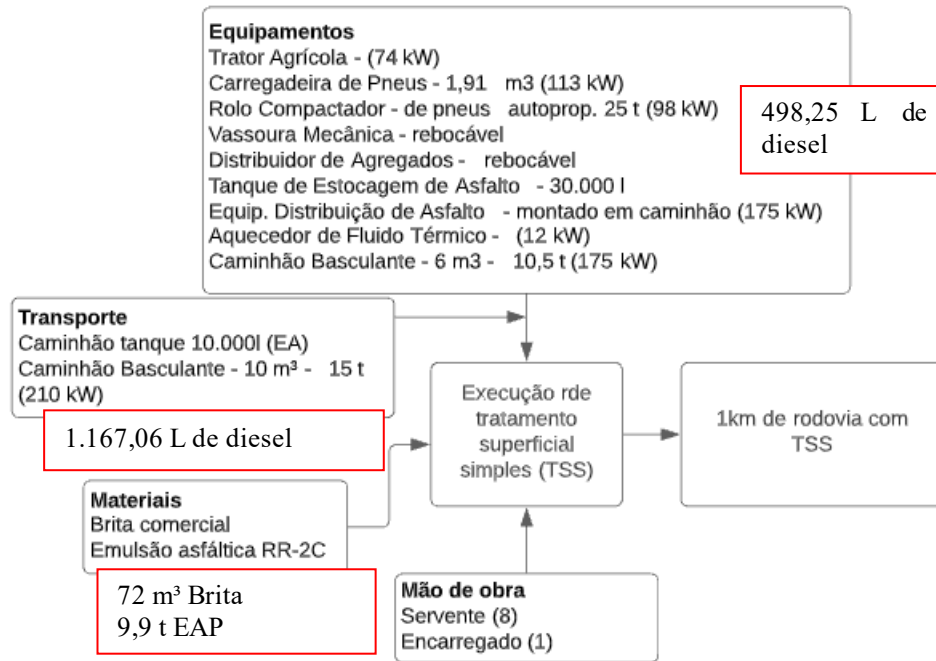 Equipamentos
Trator Agrícola - (74 kW)
Carregadeira de Pneus - 1,91 m3 (113 kW)
Rolo Compactador - de pneus autoprop. 25 t (98 kW)
Vassoura Mecânica - rebocável
Distribuidor de Agregados - rebocável
Tanque de Estocagem de Asfalto - 30.000 l
Equip. Distribuição de Asfalto - montado em caminhão (175 kW)
Aquecedor de Fluido Térmico - (12 kW)
Caminhão Basculante - 6 m3 - 10,5 t (175 kW)
498,25 L de
diesel
Transporte
Caminhão tanque 10.000l (EA)
Caminhão Basculante - 10 m³ - 15 t
(210 kW)
1.167,06 L de diesel
Execução rde
tratamento
superficial
simples (TSS)
1km de rodovia com
TSS
Materiais
Brita comercial
Emulsão asfáltica RR-2C
72 m³ Brita
9,9 t EAP
Mão de obra
Servente (8)
Encarregado (1)